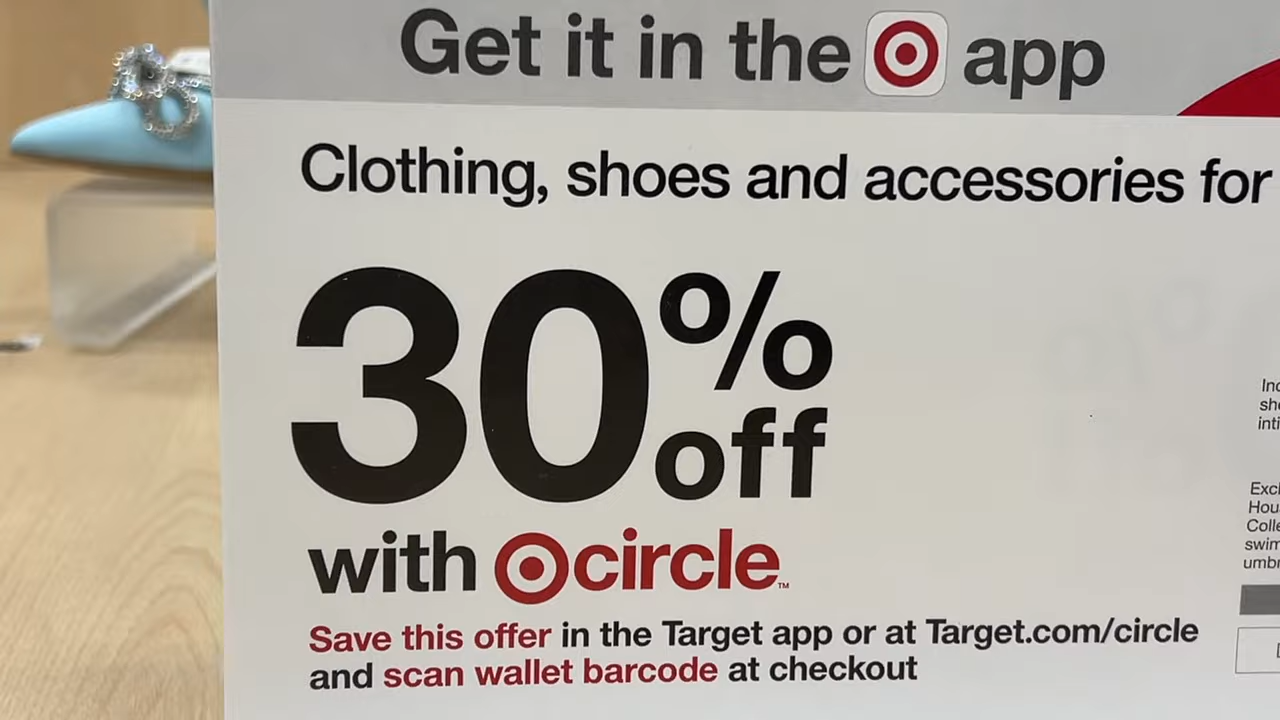 Get it in the app
Clothing, shoes and accessories for
30% off
with circle™
Save this offer in the Target app or at Target.com/circle
and scan wallet barcode at checkout